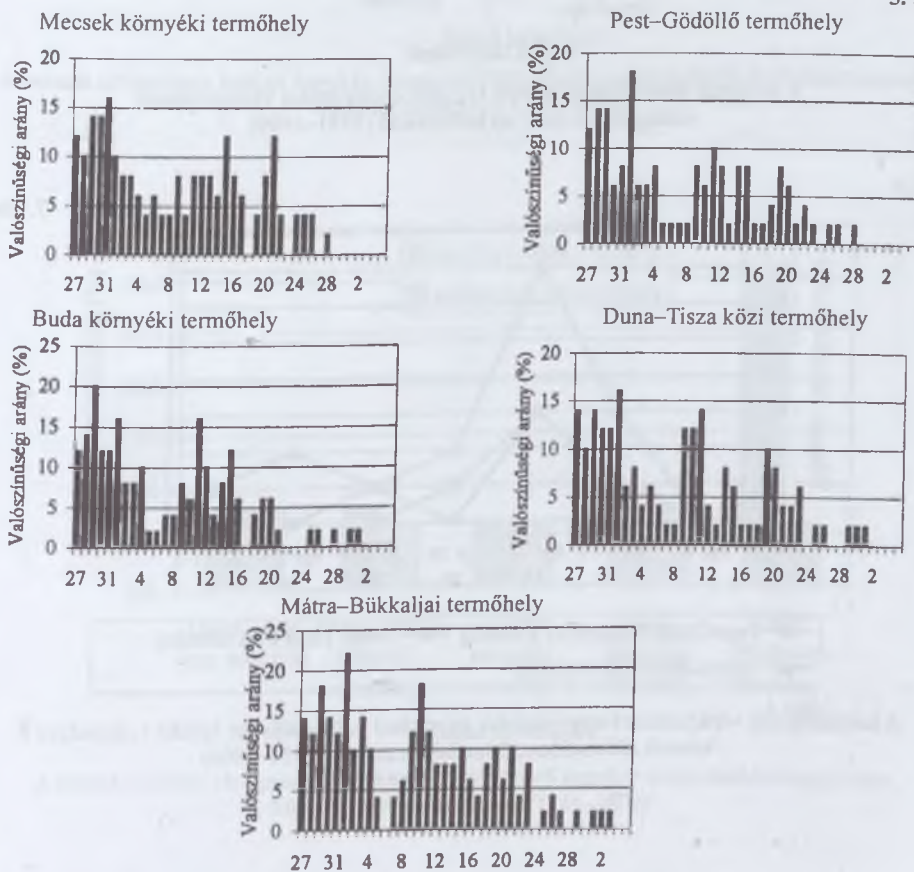 Mecsek környéki termőhely
Valószínűségi arány (%)
20
15
10
5
0
27 31 4 8 12 16 20 24 28 2
Pest–Gödöllő termőhely
Valószínűségi arány (%)
20
15
10
5
0
27 31 4 8 12 16 20 24 28 2
Buda környéki termőhely
Valószínűségi arány (%)
25
20
15
10
5
0
27 31 4 8 12 16 20 24 28 2
Duna–Tisza közi termőhely
Valószínűségi arány (%)
20
15
10
5
0
27 31 4 8 12 16 20 24 28 2
Mátra–Bükkaljai termőhely
Valószínűségi arány (%)
25
20
15
10
5
0
27 31 4 8 12 16 20 24 28 2